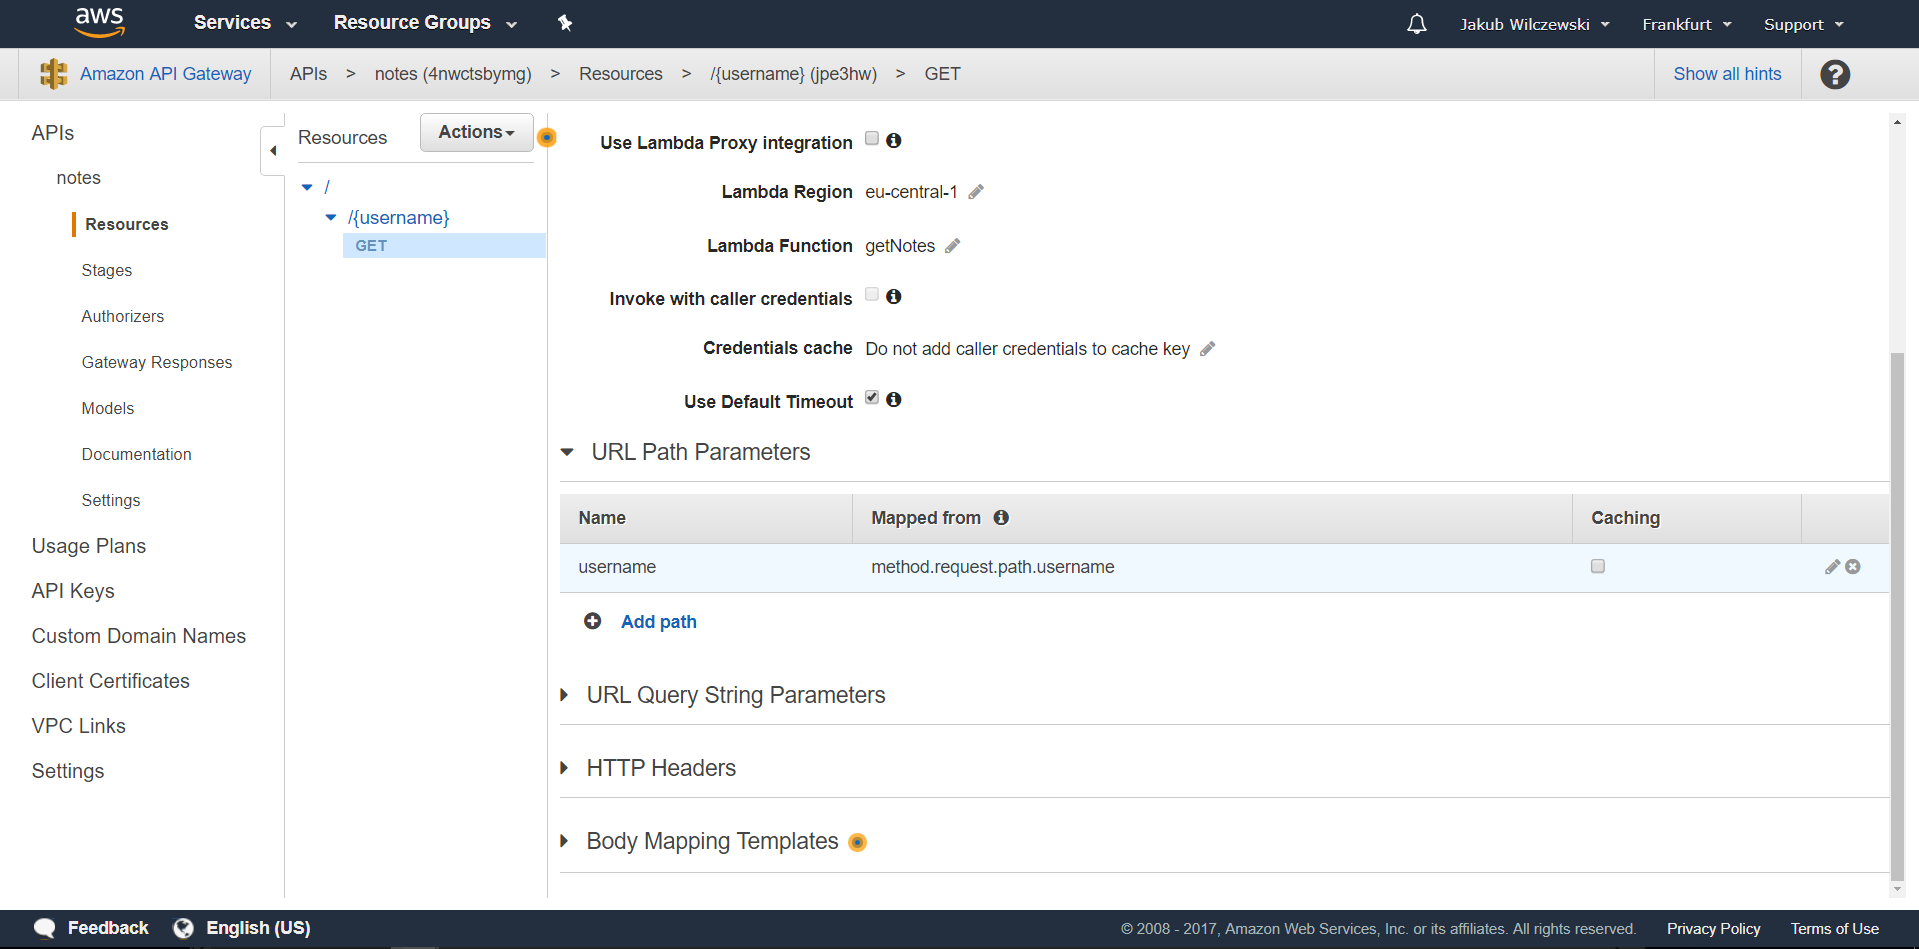 aws Services Resource Groups Jakub Wilczewski Frankfurt Support
Amazon API Gateway APIs > notes (4nwctsbymg) > Resources > /{username} (jpe3hw) > GET Show all hints ?
APIs
notes
Resources
Stages
Authorizers
Gateway Responses
Models
Documentation
Settings
Usage Plans
API Keys
Custom Domain Names
Client Certificates
VPC Links
Settings
Resources Actions
/
/{username}
GET
Use Lambda Proxy integration
Lambda Region eu-central-1
Lambda Function getNotes
Invoke with caller credentials
Credentials cache Do not add caller credentials to cache key
Use Default Timeout
URL Path Parameters
Name Mapped from Caching
username method.request.path.username
Add path
URL Query String Parameters
HTTP Headers
Body Mapping Templates
Feedback English (US) © 2008 - 2017, Amazon Web Services, Inc. or its affiliates. All rights reserved. Privacy Policy Terms of Use